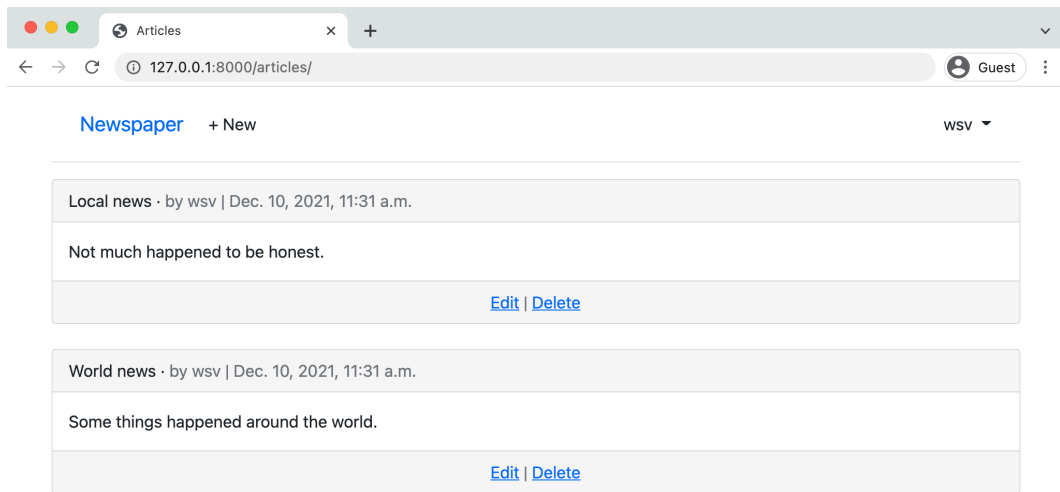 Articles
127.0.0.1:8000/articles/
Guest
Newspaper + New wsv
Local news · by wsv | Dec. 10, 2021, 11:31 a.m.
Not much happened to be honest.
Edit | Delete
World news · by wsv | Dec. 10, 2021, 11:31 a.m.
Some things happened around the world.
Edit | Delete